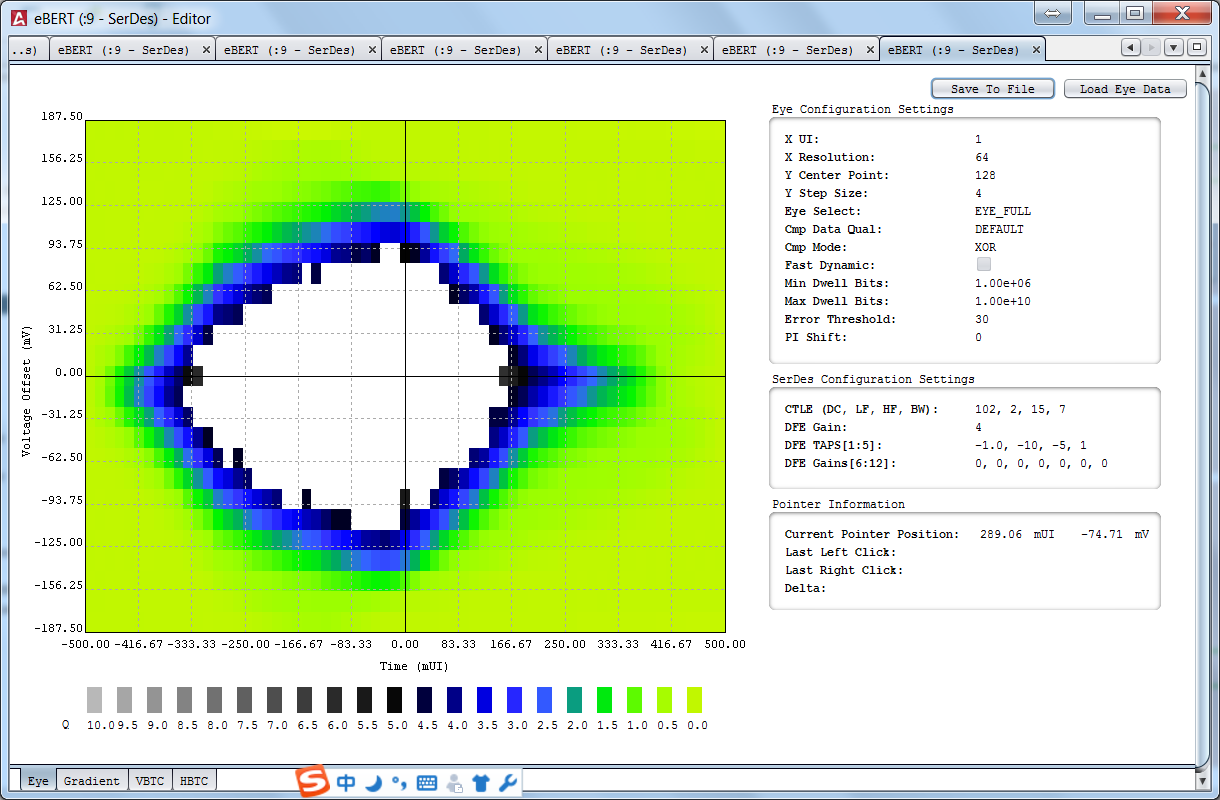 eBERT (:9 - SerDes) - Editor
..s) eBERT (:9 - SerDes) eBERT (:9 - SerDes) eBERT (:9 - SerDes) eBERT (:9 - SerDes) eBERT (:9 - SerDes) eBERT (:9 - SerDes)
Save To File Load Eye Data
Eye Configuration Settings
X UI: 1
X Resolution: 64
Y Center Point: 128
Y Step Size: 4
Eye Select: EYE_FULL
Cmp Data Qual: DEFAULT
Cmp Mode: XOR
Fast Dynamic:
Min Dwell Bits: 1.00e+06
Max Dwell Bits: 1.00e+10
Error Threshold: 30
PI Shift: 0
SerDes Configuration Settings
CTLE (DC, LF, HF, BW): 102, 2, 15, 7
DFE Gain: 4
DFE TAPS[1:5]: -1.0, -10, -5, 1
DFE Gains[6:12]: 0, 0, 0, 0, 0, 0, 0
Pointer Information
Current Pointer Position: 289.06 mUI -74.71 mV
Last Left Click:
Last Right Click:
Delta:
187.50
156.25
125.00
93.75
62.50
31.25
0.00
-31.25
-62.50
-93.75
-125.00
-156.25
-187.50
Voltage Offset (mV)
-500.00 -416.67 -333.33 -250.00 -166.67 -83.33 0.00 83.33 166.67 250.00 333.33 416.67 500.00
Time (mUI)
Q 10.0 9.5 9.0 8.5 8.0 7.5 7.0 6.5 6.0 5.5 5.0 4.5 4.0 3.5 3.0 2.5 2.0 1.5 1.0 0.5 0.0
Eye Gradient VBTC HBTC
S 中